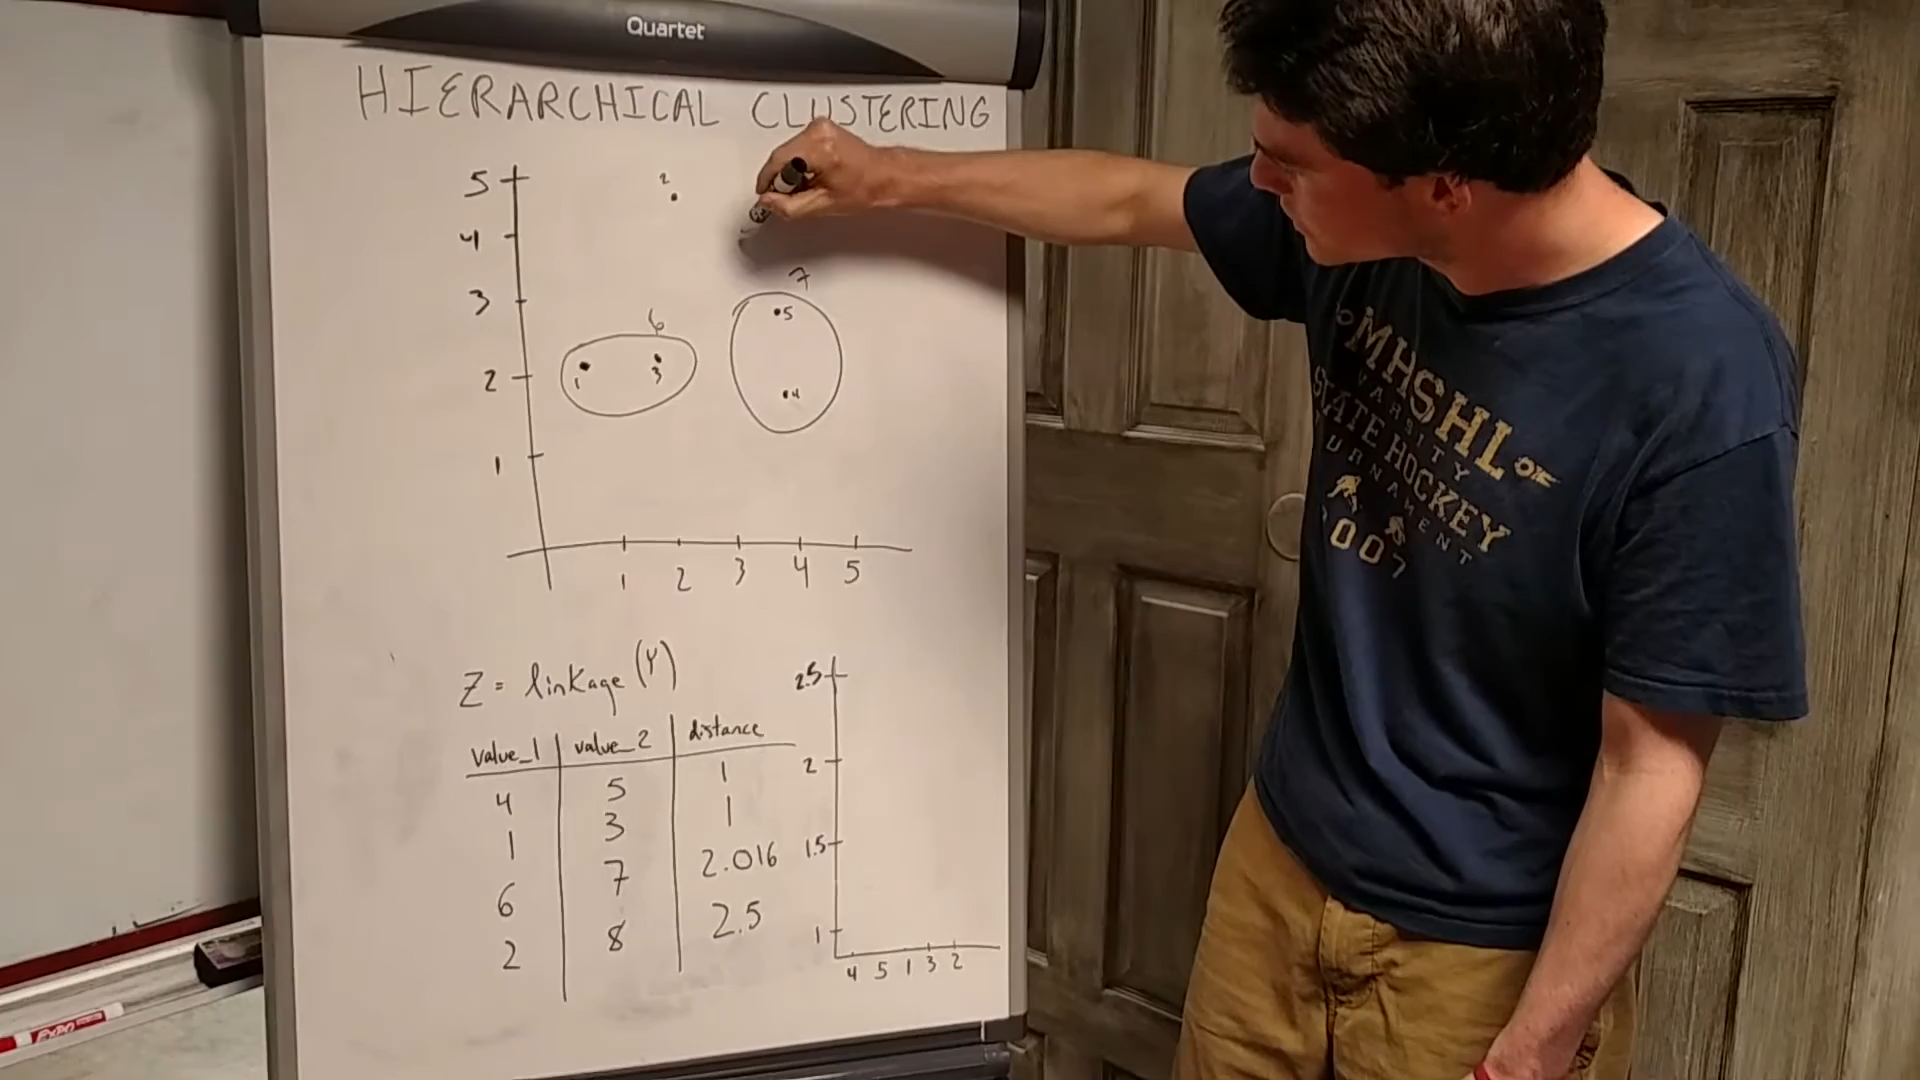 Quartet
HIERARCHICAL CLUSTERING
5
4
3
2
1
2
6
1
3
7
5
4
1 2 3 4 5
Z = linkage (Y)
value_1 value_2 distance
4 5 1
1 3 1
6 7 2.016
2 8 2.5
2.5
2
1.5
1
4 5 1 3 2
MHSHL
VARSITY
STATE HOCKEY
2007
EXPO